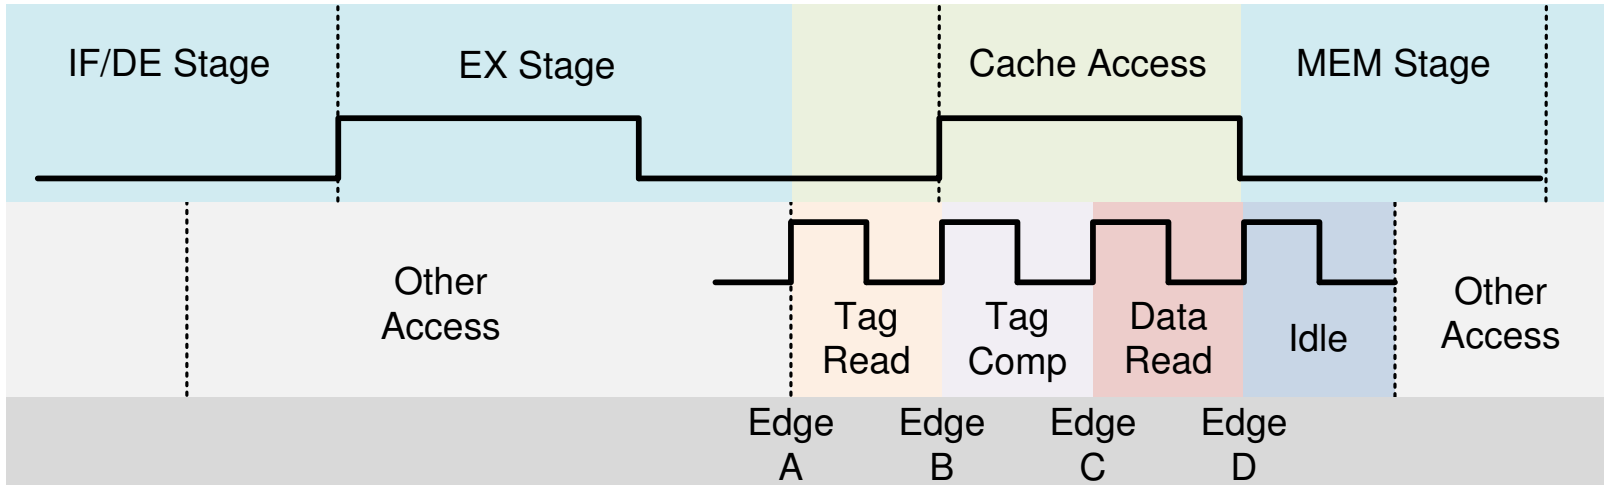 IF/DE Stage
EX Stage
Cache Access
MEM Stage
Other
Access
Tag
Read
Tag
Comp
Data
Read
Idle
Other
Access
Edge
A
Edge
B
Edge
C
Edge
D